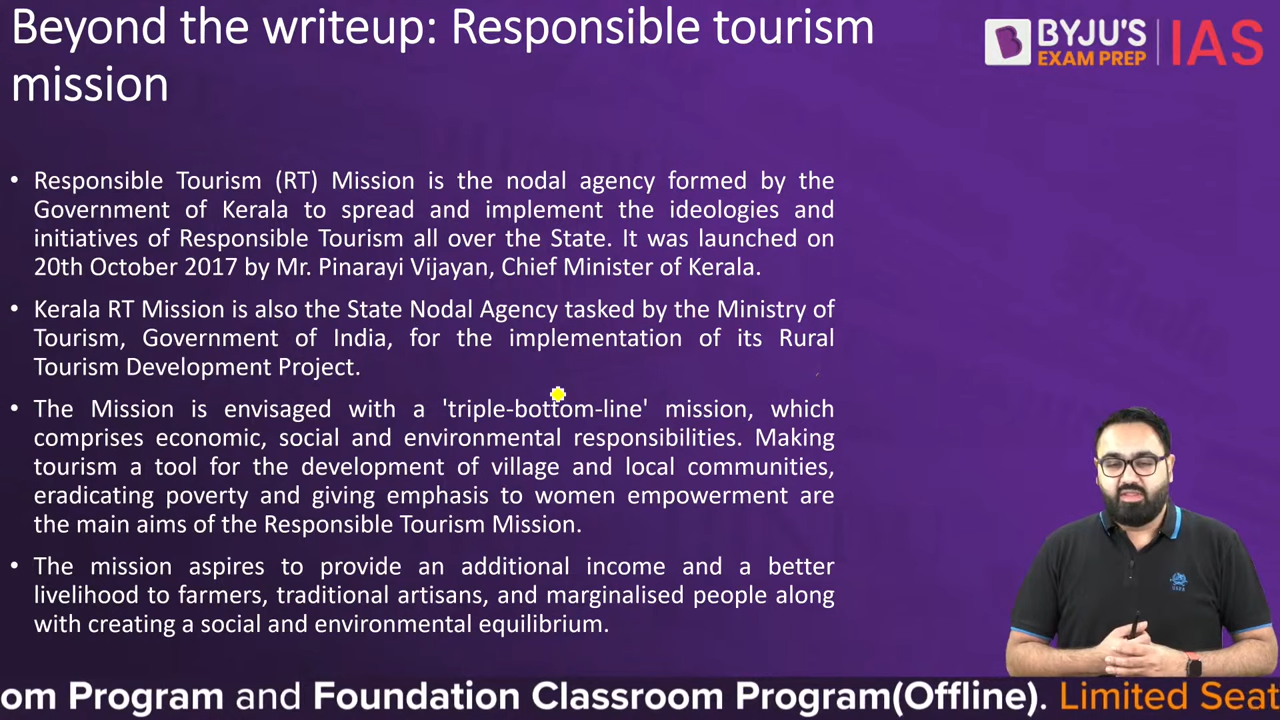 Beyond the writeup: Responsible tourism
mission
BYJU'S
EXAM PREP
IAS
• Responsible Tourism (RT) Mission is the nodal agency formed by the
Government of Kerala to spread and implement the ideologies and
initiatives of Responsible Tourism all over the State. It was launched on
20th October 2017 by Mr. Pinarayi Vijayan, Chief Minister of Kerala.
• Kerala RT Mission is also the State Nodal Agency tasked by the Ministry of
Tourism, Government of India, for the implementation of its Rural
Tourism Development Project.
• The Mission is envisaged with a 'triple-bottom-line' mission, which
comprises economic, social and environmental responsibilities. Making
tourism a tool for the development of village and local communities,
eradicating poverty and giving emphasis to women empowerment are
the main aims of the Responsible Tourism Mission.
• The mission aspires to provide an additional income and a better
livelihood to farmers, traditional artisans, and marginalised people along
with creating a social and environmental equilibrium.
om Program and Foundation Classroom Program(Offline). Limited Seat